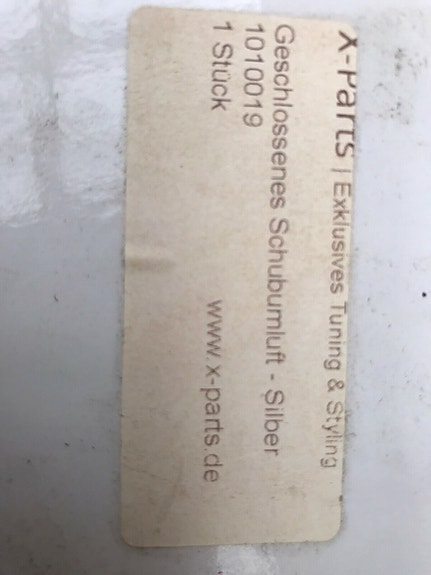 X-Parts | Exklusives Tuning & Styling
Geschlossenes Schubumluft - Silber
1010019
1 Stück
www.x-parts.de